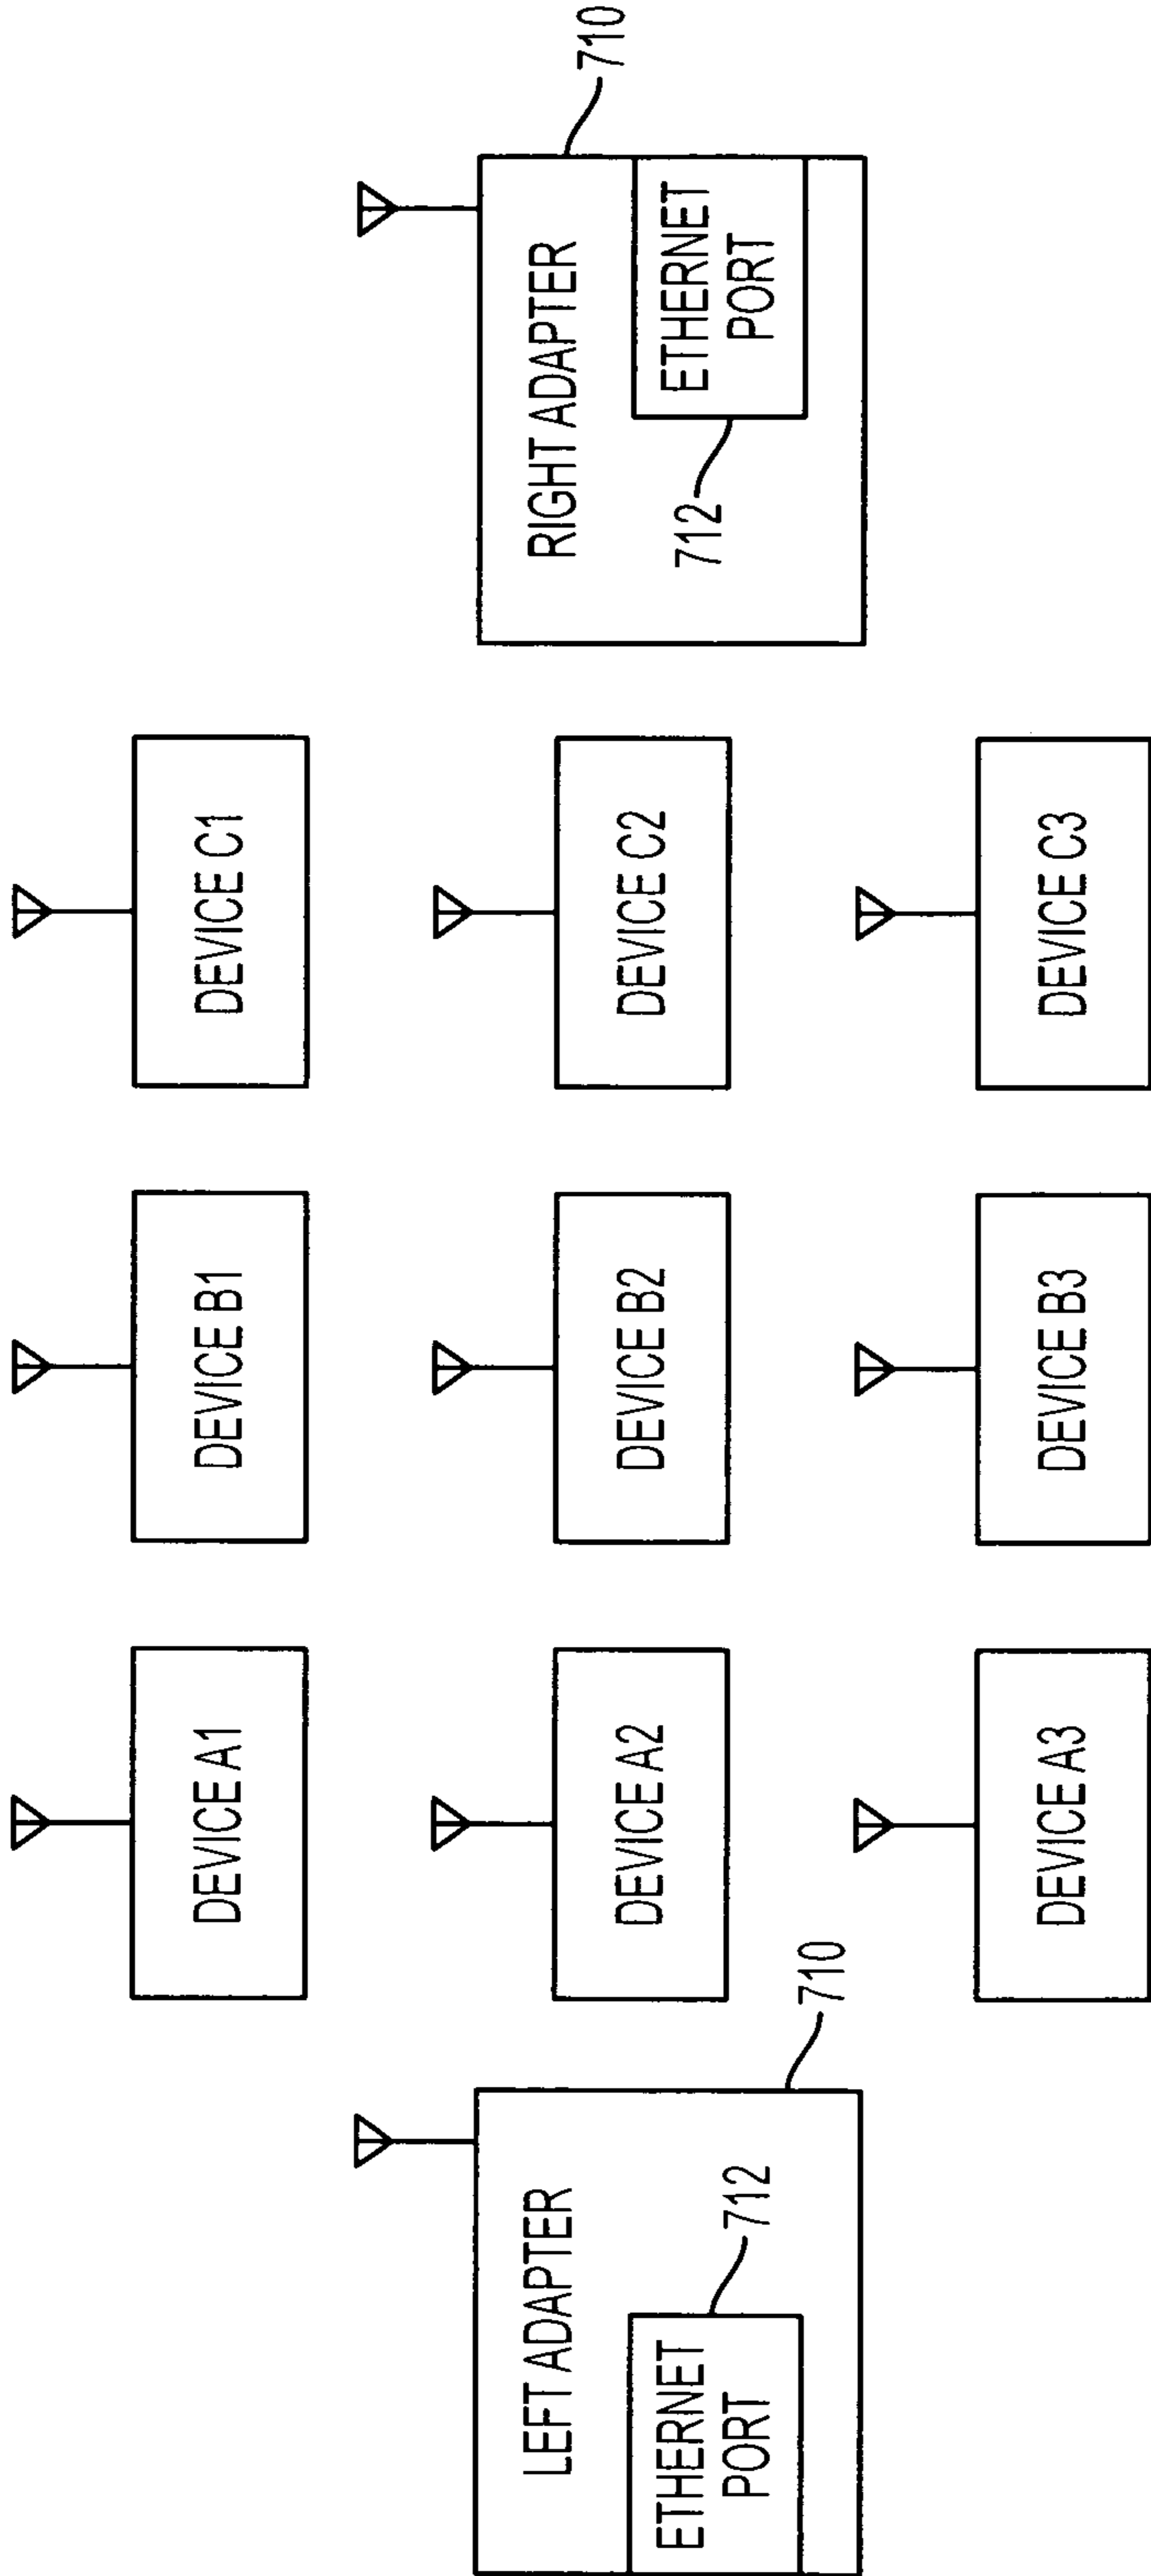 DEVICE A1
DEVICE B1
DEVICE C1
LEFT ADAPTER
ETHERNET
PORT
712
710
DEVICE A2
DEVICE B2
DEVICE C2
RIGHT ADAPTER
710
712
ETHERNET
PORT
DEVICE A3
DEVICE B3
DEVICE C3